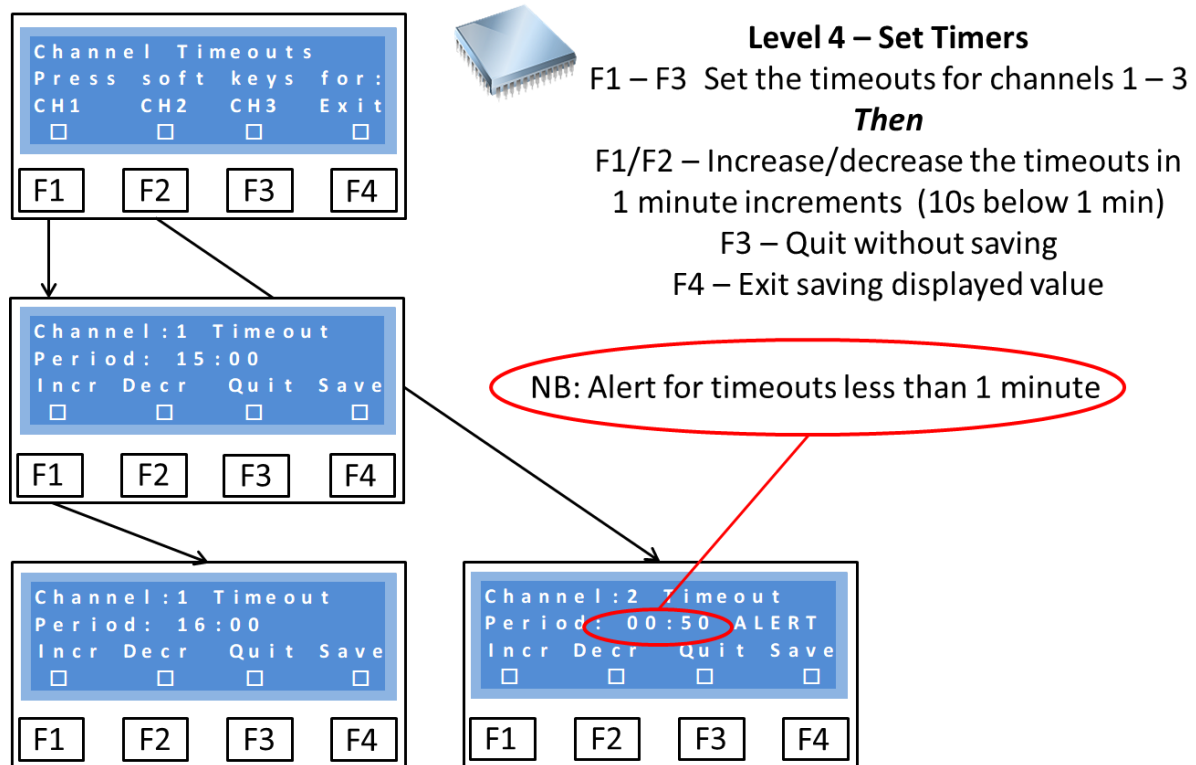 Channel Timeouts
Press soft keys for:
CH1 CH2 CH3 Exit
F1 F2 F3 F4
Level 4 – Set Timers
F1 – F3 Set the timeouts for channels 1 – 3
Then
F1/F2 – Increase/decrease the timeouts in
1 minute increments (10s below 1 min)
F3 – Quit without saving
F4 – Exit saving displayed value
Channel:1 Timeout
Period: 15:00
Incr Decr Quit Save
F1 F2 F3 F4
NB: Alert for timeouts less than 1 minute
Channel:1 Timeout
Period: 16:00
Incr Decr Quit Save
F1 F2 F3 F4
Channel:2 Timeout
Period: 00:50 ALERT
Incr Decr Quit Save
F1 F2 F3 F4